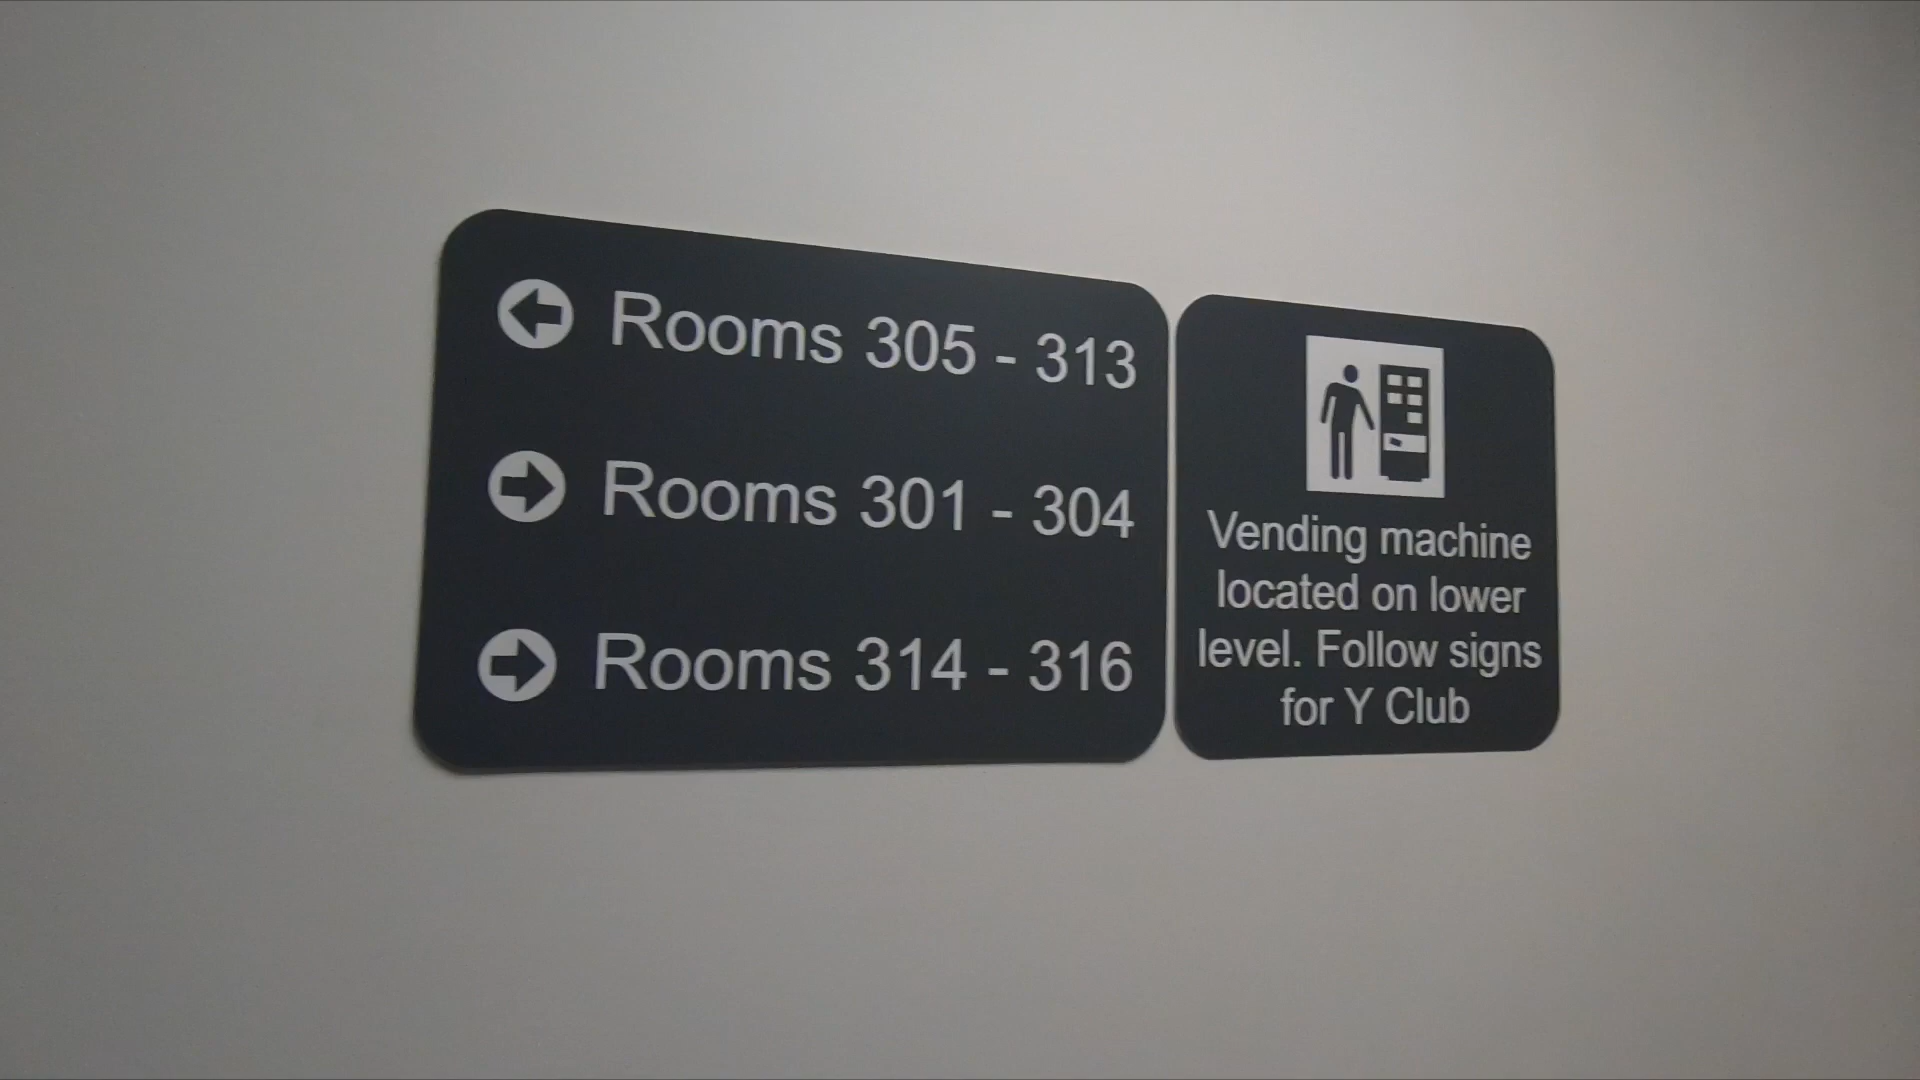 Rooms 305 - 313
Rooms 301 - 304
Rooms 314 - 316
Vending machine
located on lower
level. Follow signs
for Y Club